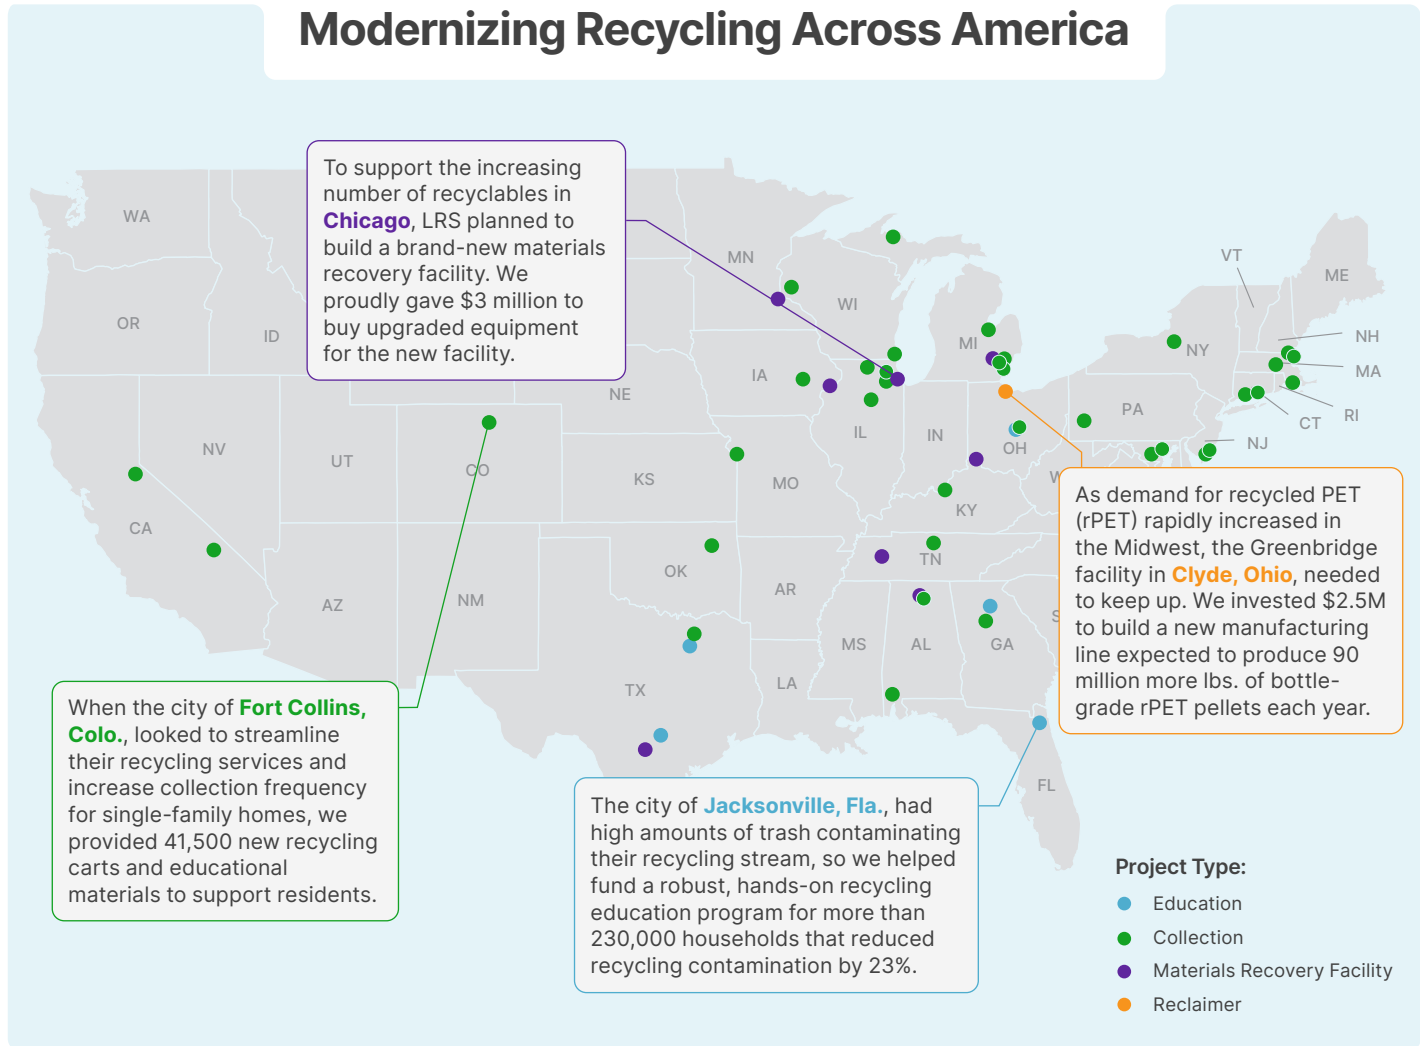 Modernizing Recycling Across America
To support the increasing
number of recyclables in
Chicago, LRS planned to
build a brand-new materials
recovery facility. We
proudly gave $3 million to
buy upgraded equipment
for the new facility.
WA
OR
ID
NV
CA
UT
AZ
CO
NM
NE
KS
OK
TX
MN
IA
MO
AR
LA
WI
IL
MS
MI
IN
OH
KY
TN
AL
GA
FL
PA
NY
VT
ME
NH
MA
RI
CT
NJ
W
S
As demand for recycled PET
(rPET) rapidly increased in
the Midwest, the Greenbridge
facility in Clyde, Ohio, needed
to keep up. We invested $2.5M
to build a new manufacturing
line expected to produce 90
million more lbs. of bottle-
grade rPET pellets each year.
When the city of Fort Collins,
Colo., looked to streamline
their recycling services and
increase collection frequency
for single-family homes, we
provided 41,500 new recycling
carts and educational
materials to support residents.
The city of Jacksonville, Fla., had
high amounts of trash contaminating
their recycling stream, so we helped
fund a robust, hands-on recycling
education program for more than
230,000 households that reduced
recycling contamination by 23%.
Project Type:
Education
Collection
Materials Recovery Facility
Reclaimer